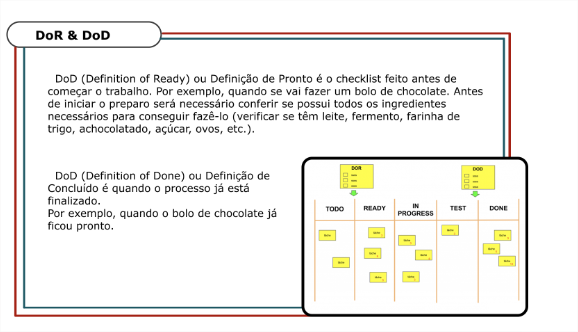 DoR & DoD
DoD (Definition of Ready) ou Definição de Pronto é o checklist feito antes de
começar o trabalho. Por exemplo, quando se vai fazer um bolo de chocolate. Antes
de iniciar o preparo será necessário conferir se possui todos os ingredientes
necessários para conseguir fazê-lo (verificar se têm leite, fermento, farinha de
trigo, achocolatado, açúcar, ovos, etc.).
DoD (Definition of Done) ou Definição de
Concluído é quando o processo já está
finalizado.
Por exemplo, quando o bolo de chocolate já
ficou pronto.
DOR
DOD
TODO
READY
IN
PROGRESS
TEST
DONE